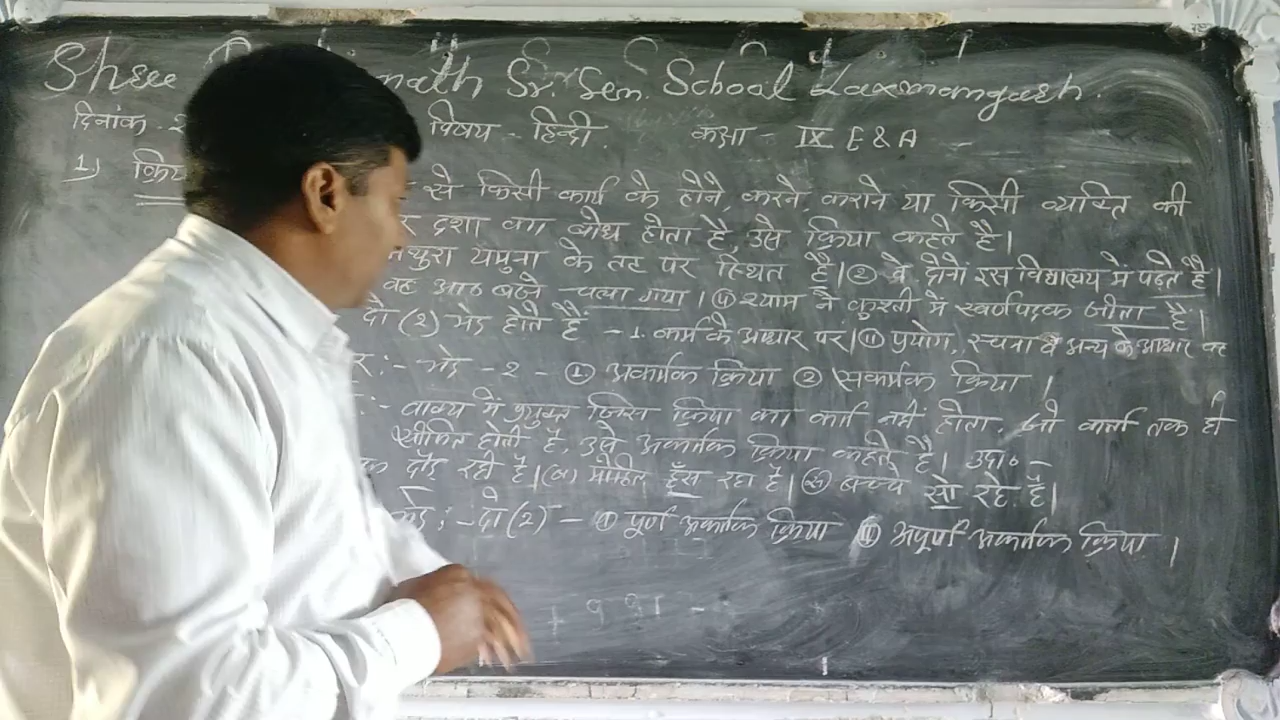 Shree Sr. Sen. School Laxmangarh.
दिनांक विषय - हिन्दी. कक्षा - IX E & A
1) से किसी कार्य के होने, करने, कराने या किसी व्यक्ति की
दशा का बोध होता है, उसे क्रिया कहते है।
यमुना के तट पर स्थित है। ② वे दोनों इस विद्यालय में पढ़ते है।
वह आठ बजे चला गया। ④ श्याम ने कुश्ती में स्वर्णपदक जीता है।
दो (2) भेद होते हैं - 1. कर्म के आधार पर। ⑪ प्रयोग, रचना व अन्य के आधार पर
:- भेद - 2 - ① अकर्मक क्रिया ② सकर्मक क्रिया।
:- वाक्य में प्रयुक्त जिस क्रिया का कर्म नहीं होता, जो कर्ता तक ही
सीमित होती है, उसे अकर्मक क्रिया कहते है। उदा० -
दौड़ रही है। (ब) मोहित हँस रहा है। (स) बच्चे सो रहे हैं।
भेद :- दो (2) - ① पूर्ण अकर्मक क्रिया ⑪ अपूर्ण अकर्मक क्रिया।